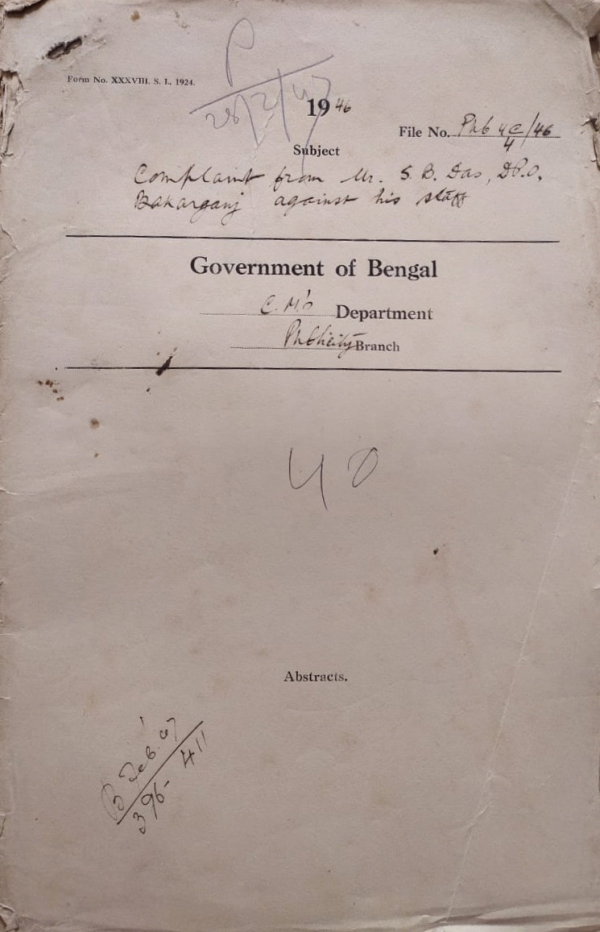 P
28/2/47
Form No. XXXVIII. S. I., 1924.
1946
File No. Pub 4C/46
4
Subject
Complaint from Mr. S. B. Das, D.P.O.
Bakarganj against his staff
Government of Bengal
C.M's Department
Publicity Branch
40
Abstracts.
B Feb. '47
396-411